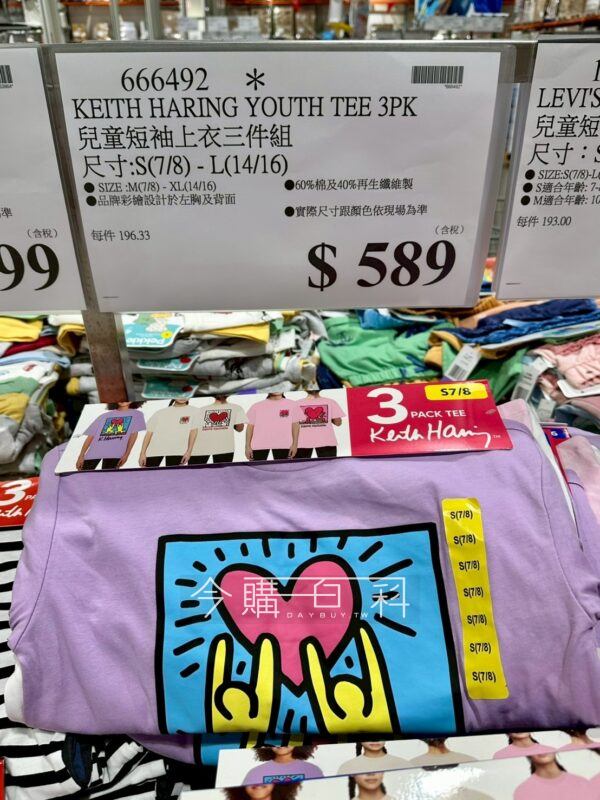 666492 *
KEITH HARING YOUTH TEE 3PK
兒童短袖上衣三件組
尺寸:S(7/8) - L(14/16)
● SIZE :M(7/8) - XL(14/16)
●品牌彩繪設計於左胸及背面
●60%棉及40%再生纖維製
●實際尺寸跟顏色依現場為準
每件 196.33
(含稅)
$ 589
準
(含稅)
99
LEVI'S
兒童短
尺寸：S
● SIZE:S(7/8)-L(
● S適合年齡: 7-
● M適合年齡: 10
每件 193.00
S7/8
3 PACK TEE
Keith Haring
K. Haring
S(7/8)
S(7/8)
S(7/8)
S(7/8)
S(7/8)
S(7/8)
S(7/8)
今購百科
DAYBUY.TW
3 PA